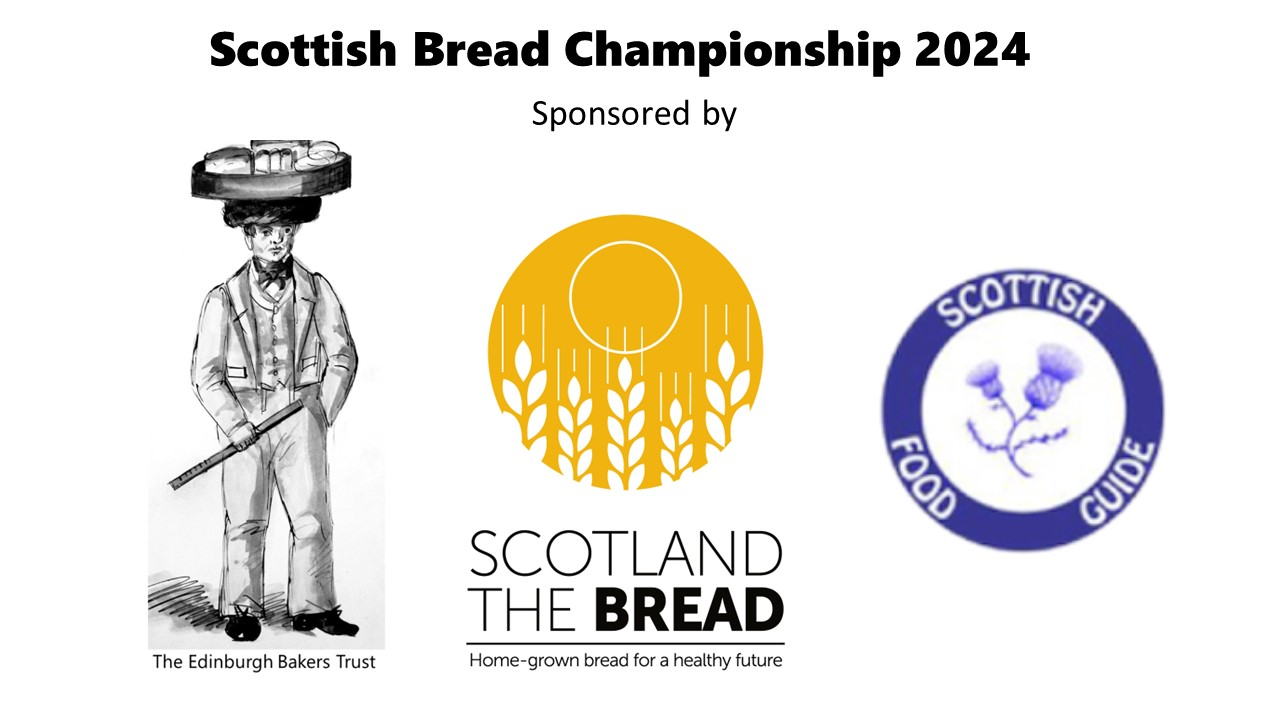 Scottish Bread Championship 2024
Sponsored by
The Edinburgh Bakers Trust
SCOTLAND
THE BREAD
Home-grown bread for a healthy future
SCOTTISH
FOOD
GUIDE